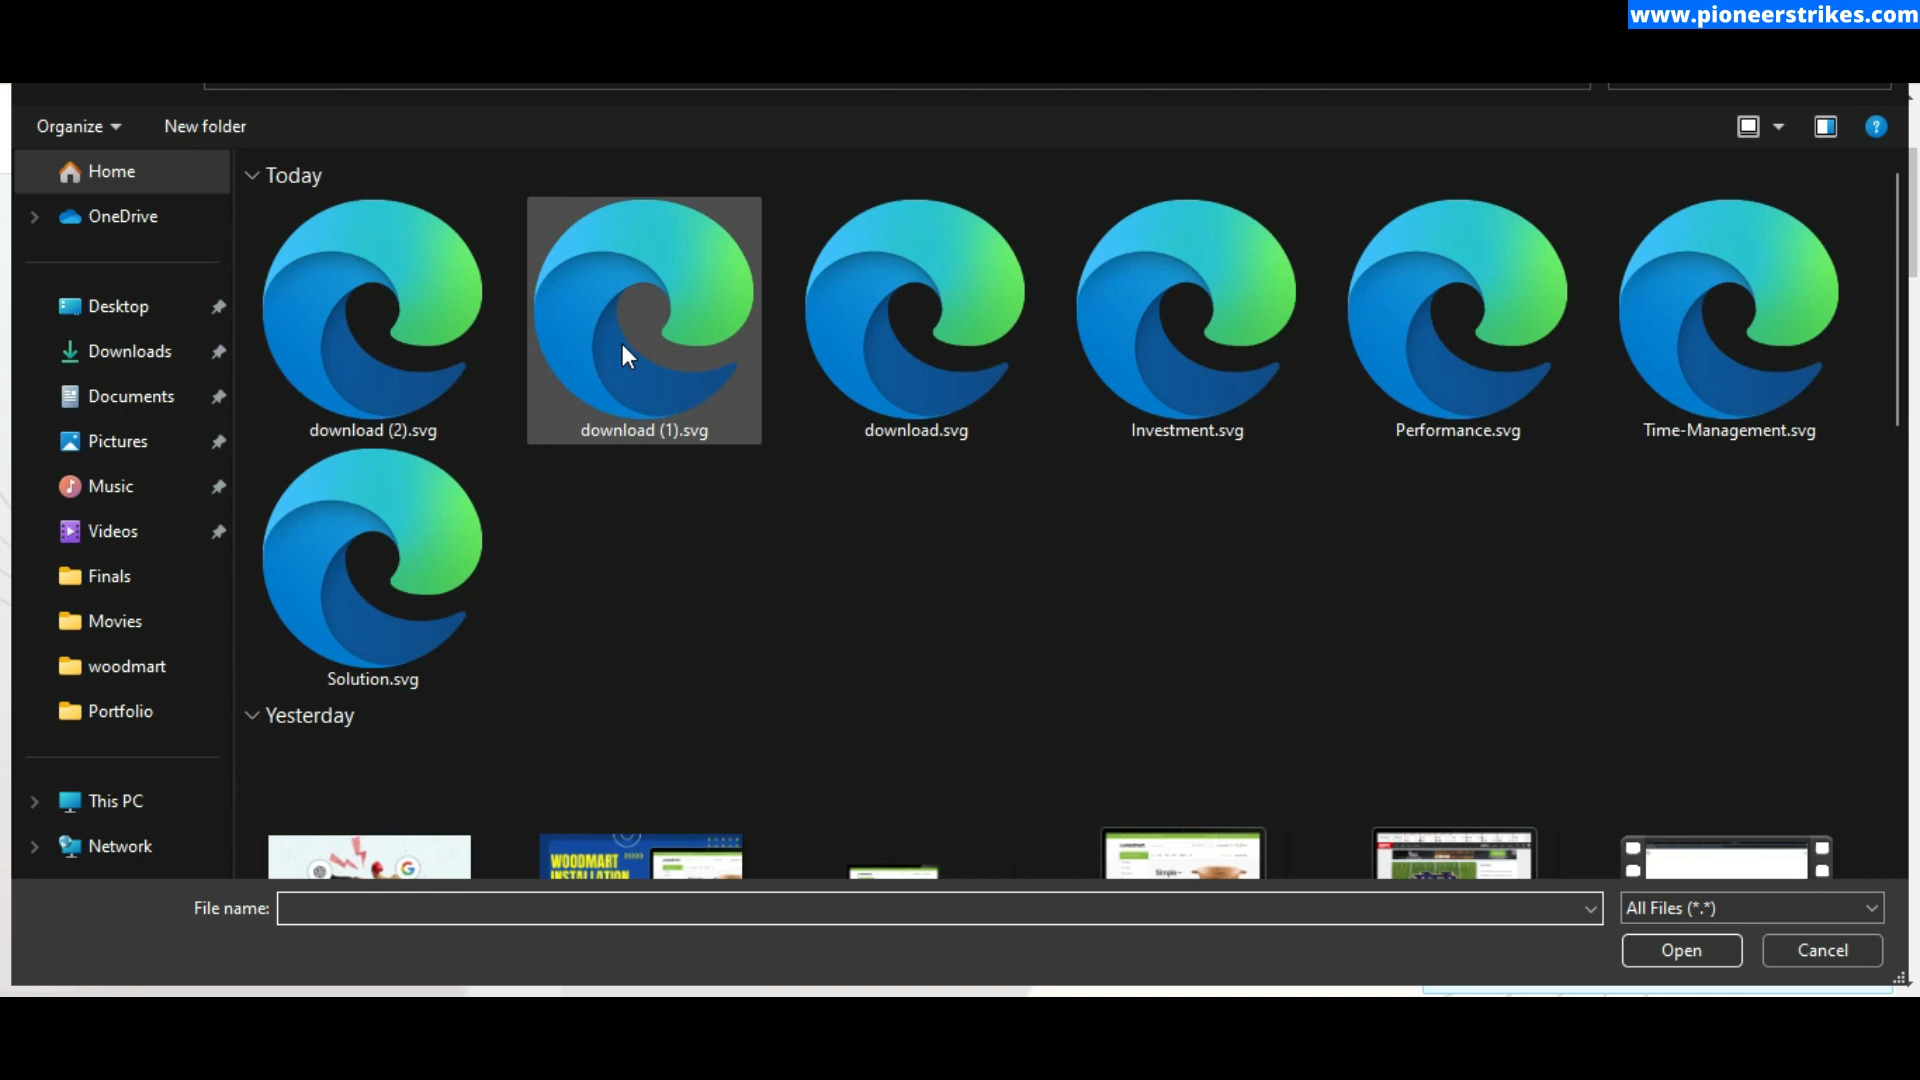 www.pioneerstrikes.com
Organize
New folder
Home
OneDrive
Desktop
Downloads
Documents
Pictures
Music
Videos
Finals
Movies
woodmart
Portfolio
This PC
Network
Today
download (2).svg
download (1).svg
download.svg
Investment.svg
Performance.svg
Time-Management.svg
Solution.svg
Yesterday
WOODMART
INSTALLATION
Simple
File name:
All Files (*.*)
Open
Cancel